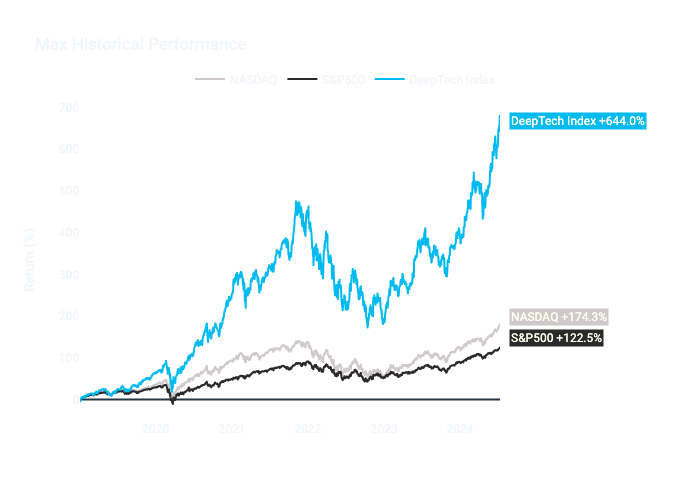 Max Historical Performance
NASDAQ S&P500 DeepTech Index
700
DeepTech Index +644.0%
600
500
400
Return (%)
300
200
NASDAQ +174.3%
S&P500 +122.5%
100
2020 2021 2022 2023 2024